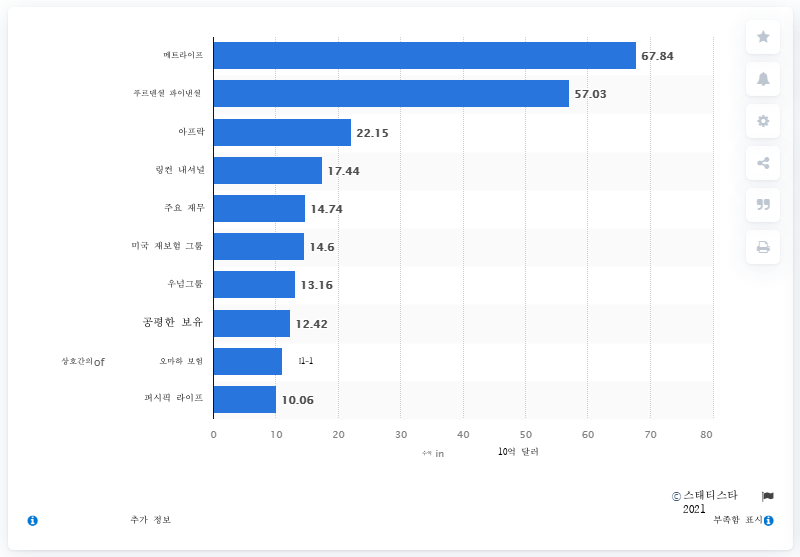 메트라이프 67.84
푸르덴셜 파이낸셜 57.03
아프락 22.15
링컨 내셔널 17.44
주요 재무 14.74
미국 재보험 그룹 14.6
우넘그룹 13.16
공평한 보유 12.42
상호간의 of 오마하 보험 11-1
퍼시픽 라이프 10.06
0 10 20 30 40 50 60 70 80
in 10억 달러
© 스태티스타
2021
추가 정보 부족함 표시